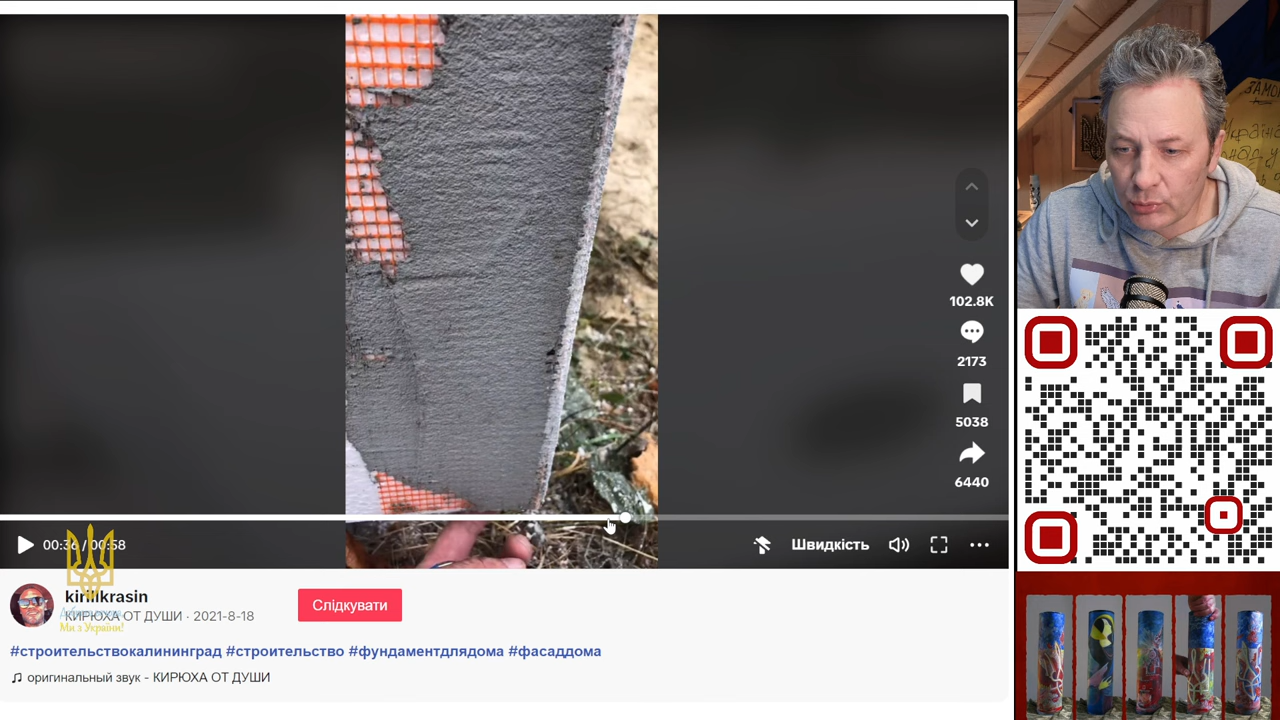 102.8K
2173
5038
6440
00:36 / 00:58
Швидкість
kirillkrasin
КИРЮХА ОТ ДУШИ · 2021-8-18
Слідкувати
Ми з України!
#строительствокалининград #строительство #фундаментдлядома #фасаддома
оригинальный звук - КИРЮХА ОТ ДУШИ